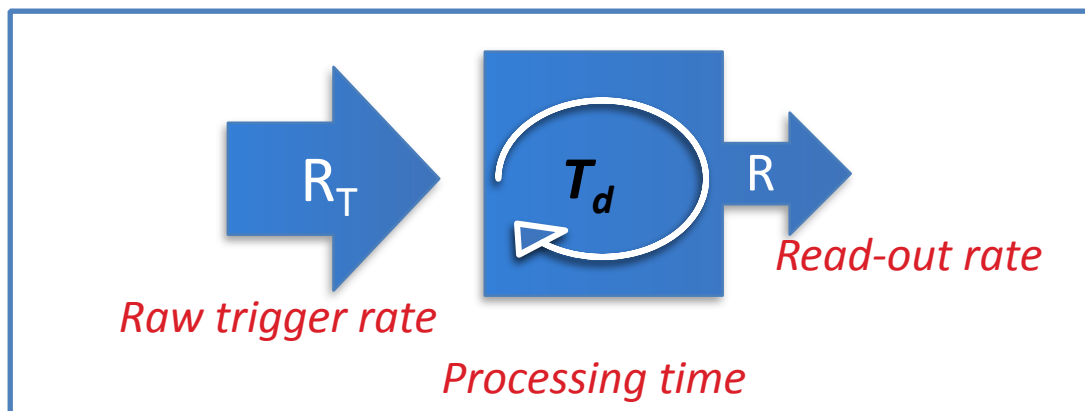 R_T
T_d
R
Read-out rate
Raw trigger rate
Processing time